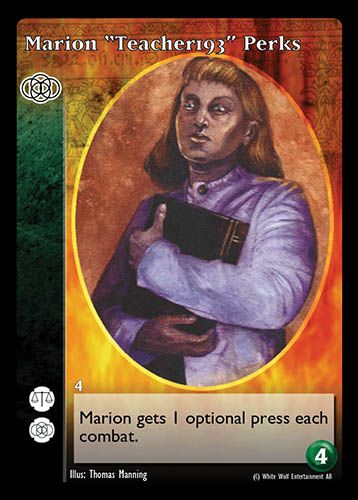 Marion "Teacher193" Perks
4
Marion gets 1 optional press each
combat.
4
Illus: Thomas Manning
(C) White Wolf Entertainment AB